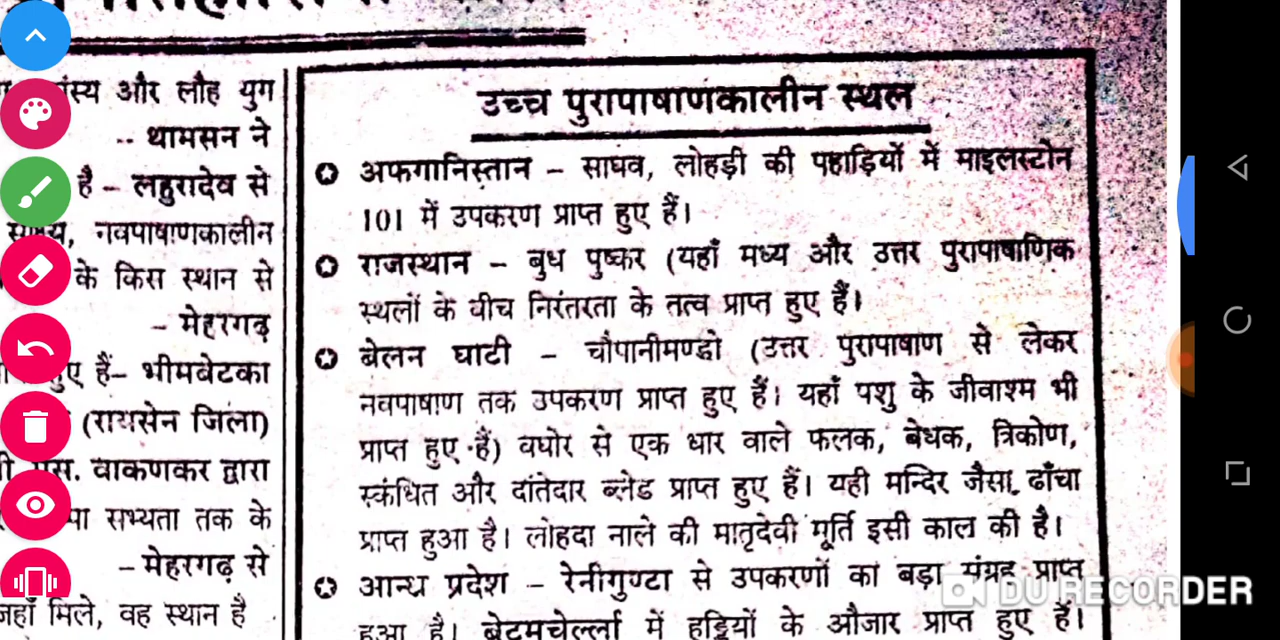 और लौह युग
-- थामसन ने
है – लहुरादेव से
नवपाषाणकालीन
के किस स्थान से
– मेहरगढ़
हुए हैं– भीमबेटका
(रायसेन जिला)
एस. वाकणकर द्वारा
सभ्यता तक के
– मेहरगढ़ से
जहाँ मिले, वह स्थान है
उच्च पुरापाषाणकालीन स्थल
अफगानिस्तान – साघव, लोहड़ी की पहाड़ियों में माइलस्टोन
101 में उपकरण प्राप्त हुए हैं।
राजस्थान – बुध पुष्कर (यहाँ मध्य और उत्तर पुरापाषाणिक
स्थलों के बीच निरंतरता के तत्व प्राप्त हुए हैं।
बेलन घाटी – चौपानीमण्डो (उत्तर पुरापाषाण से लेकर
नवपाषाण तक उपकरण प्राप्त हुए हैं। यहाँ पशु के जीवाश्म भी
प्राप्त हुए हैं) बघोर से एक धार वाले फलक, बेधक, त्रिकोण,
स्कंधित और दांतेदार ब्लेड प्राप्त हुए हैं। यही मन्दिर जैसा ढाँचा
प्राप्त हुआ है। लोहदा नाले की मातृदेवी मूर्ति इसी काल की है।
आन्ध्र प्रदेश – रेनीगुण्टा से उपकरणों का बड़ा संग्रह प्राप्त
हुआ है। बेटमचेर्ल्ला में हड्डियों के औजार प्राप्त हुए हैं।
DU RECORDER